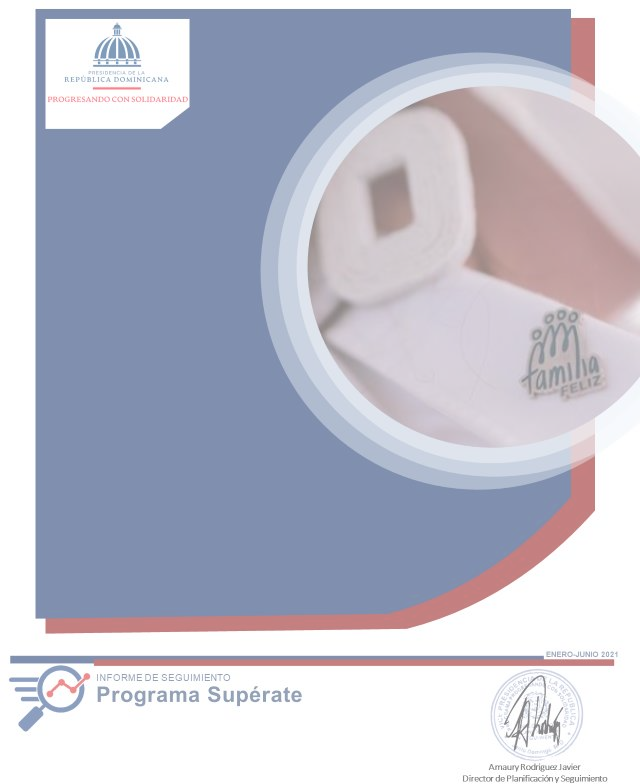 PRESIDENCIA DE LA
REPÚBLICA DOMINICANA
PROGRESANDO CON SOLIDARIDAD
familia
FELIZ
ENERO-JUNIO 2021
INFORME DE SEGUIMIENTO
Programa Supérate
Amaury Rodríguez Javier
Director de Planificación y Seguimiento